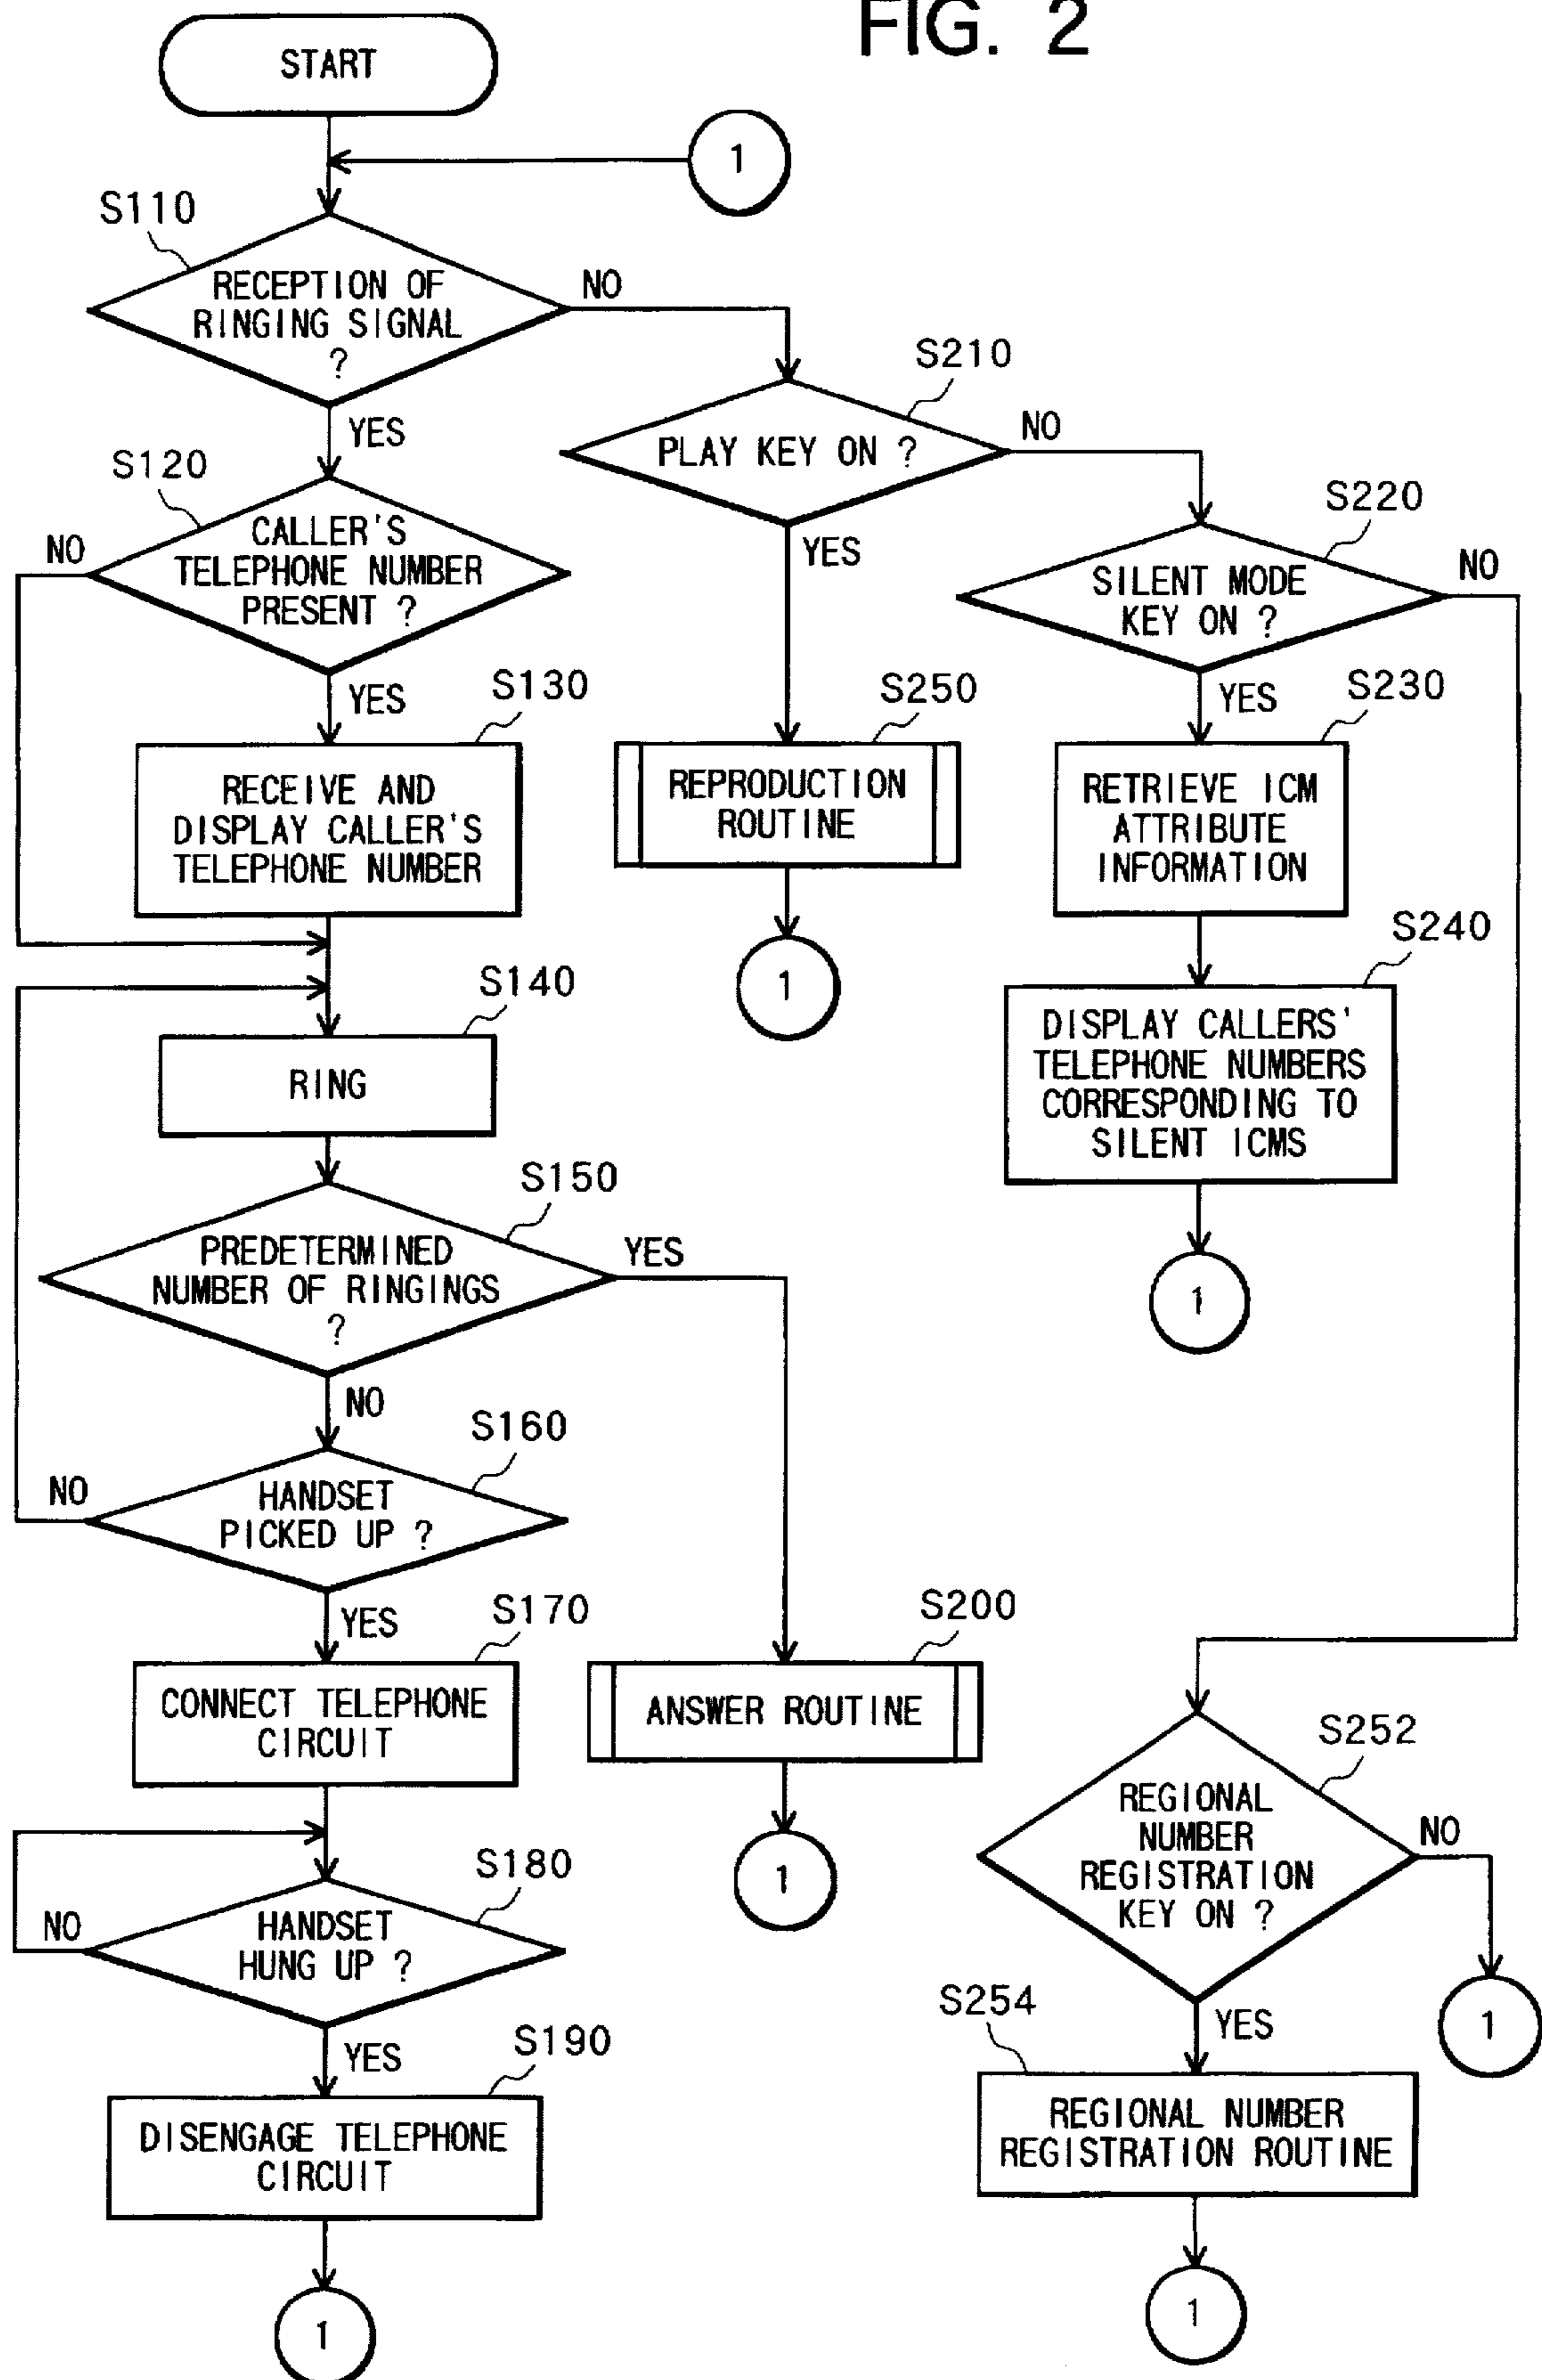 FIG. 2
START
1
S110
RECEPTION OF
RINGING SIGNAL
?
NO
YES
S210
PLAY KEY ON ?
NO
YES
S120
CALLER'S
TELEPHONE NUMBER
PRESENT ?
NO
YES
S220
SILENT MODE
KEY ON ?
NO
YES
S130
RECEIVE AND
DISPLAY CALLER'S
TELEPHONE NUMBER
S250
REPRODUCTION
ROUTINE
1
S230
RETRIEVE ICM
ATTRIBUTE
INFORMATION
S240
DISPLAY CALLERS'
TELEPHONE NUMBERS
CORRESPONDING TO
SILENT ICMS
1
S140
RING
S150
PREDETERMINED
NUMBER OF RINGINGS
?
YES
NO
S160
HANDSET
PICKED UP ?
NO
YES
S170
CONNECT TELEPHONE
CIRCUIT
S200
ANSWER ROUTINE
1
S180
HANDSET
HUNG UP ?
NO
YES
S190
DISENGAGE TELEPHONE
CIRCUIT
1
S252
REGIONAL
NUMBER
REGISTRATION
KEY ON ?
NO
1
YES
S254
REGIONAL NUMBER
REGISTRATION ROUTINE
1